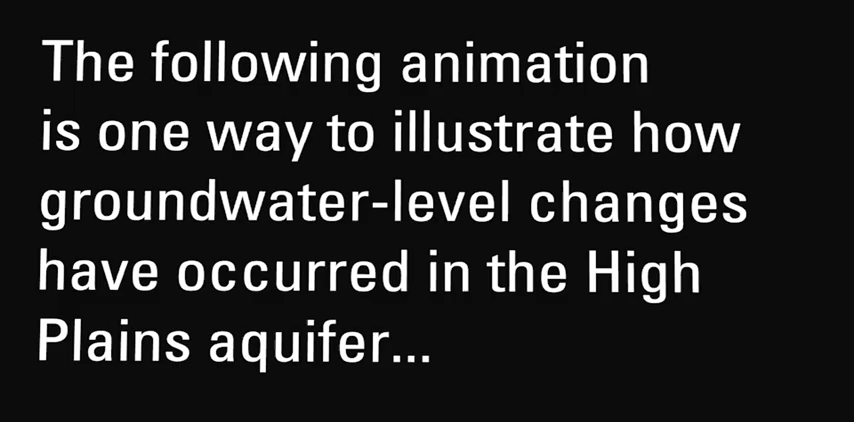 The following animation
is one way to illustrate how
groundwater-level changes
have occurred in the High
Plains aquifer...